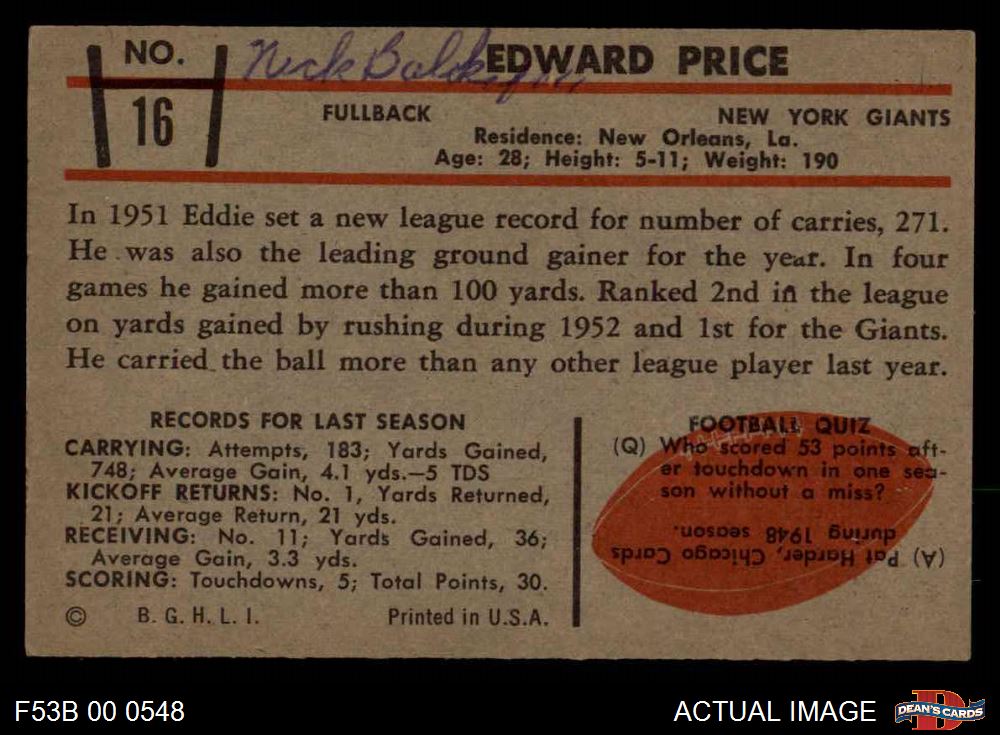 NO. Nick EDWARD PRICE
16 FULLBACK NEW YORK GIANTS
Residence: New Orleans, La.
Age: 28; Height: 5-11; Weight: 190
In 1951 Eddie set a new league record for number of carries, 271.
He was also the leading ground gainer for the year. In four
games he gained more than 100 yards. Ranked 2nd in the league
on yards gained by rushing during 1952 and 1st for the Giants.
He carried the ball more than any other league player last year.
RECORDS FOR LAST SEASON
CARRYING: Attempts, 183; Yards Gained,
748; Average Gain, 4.1 yds.—5 TDS
KICKOFF RETURNS: No. 1, Yards Returned,
21; Average Return, 21 yds.
RECEIVING: No. 11; Yards Gained, 36;
Average Gain, 3.3 yds.
SCORING: Touchdowns, 5; Total Points, 30.
© B. G. H. L. I. Printed in U.S.A.
FOOTBALL QUIZ
(Q) Who scored 53 points aft-
er touchdown in one sea-
son without a miss?
(A) Pat Harder, Chicago Cards
during 1948 season.
F53B 00 0548 ACTUAL IMAGE DEAN'S CARDS